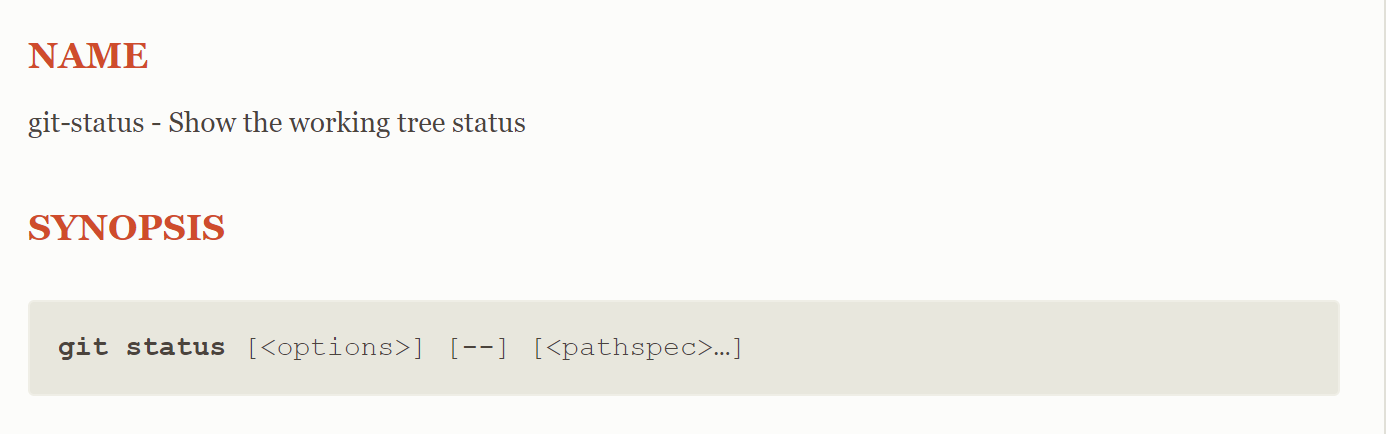 NAME
git-status - Show the working tree status
SYNOPSIS
git status [<options>] [--] [<pathspec>…​]